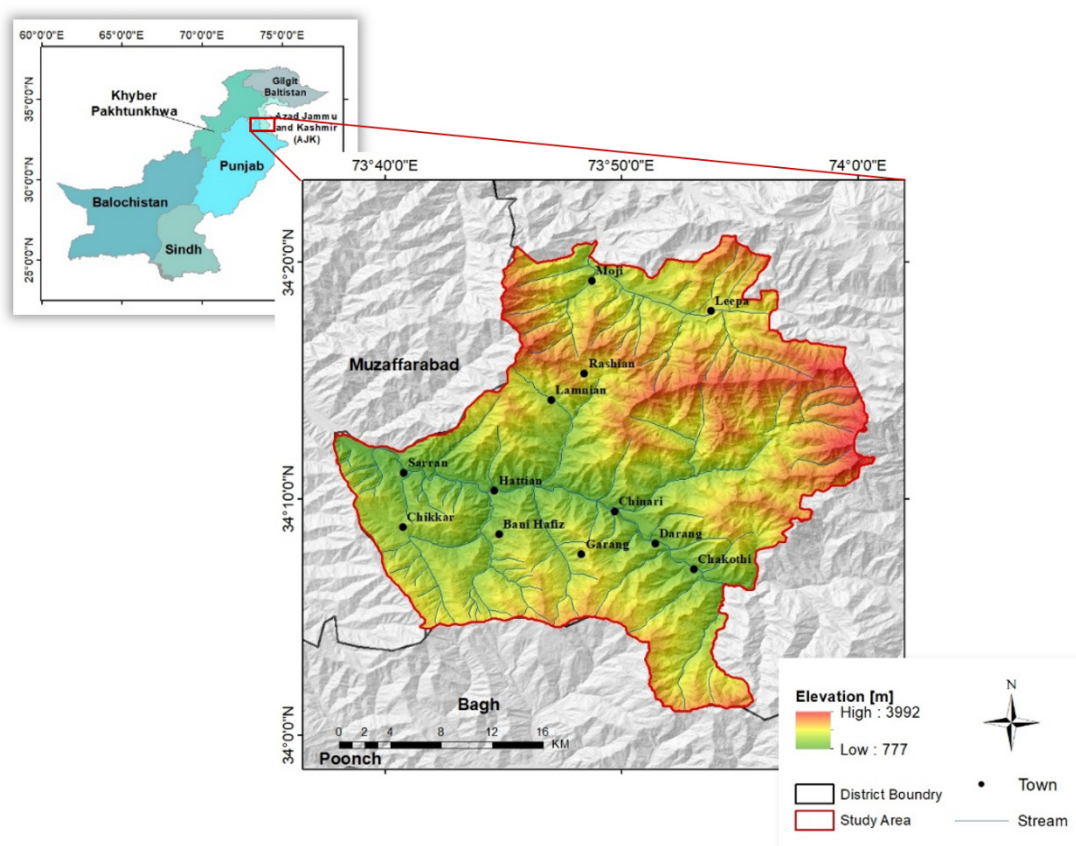 60°0'0"E 65°0'0"E 70°0'0"E 75°0'0"E
35°0'0"N
30°0'0"N
25°0'0"N
Gilgit
Baltistan
Khyber
Pakhtunkhwa
Azad Jammu
and Kashmir
(AJK)
Punjab
Balochistan
Sindh
73°40'0"E 73°50'0"E 74°0'0"E
34°20'0"N
34°10'0"N
34°0'0"N
Moji
Leepa
Muzaffarabad
Rashian
Lamnian
Sarran
Hattian
Chinari
Chikkar
Bani Hafiz
Darang
Garang
Chakothi
Bagh
0 2 4 8 12 16
KM
Poonch
Elevation [m]
High : 3992
Low : 777
N
District Boundry
Town
Study Area
Stream